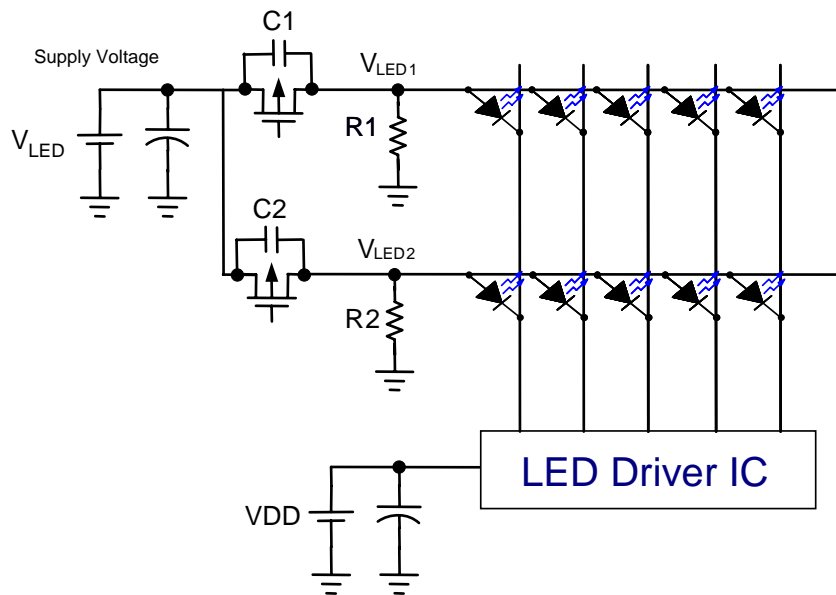 C1
Supply Voltage
VLED1
R1
VLED
C2
VLED2
R2
LED Driver IC
VDD